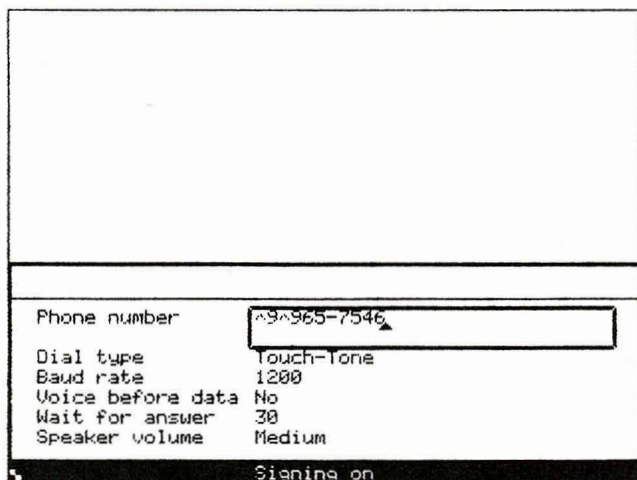 Phone number ^9^965-7546
Dial type Touch-Tone
Baud rate 1200
Voice before data No
Wait for answer 30
Speaker volume Medium
Signing on